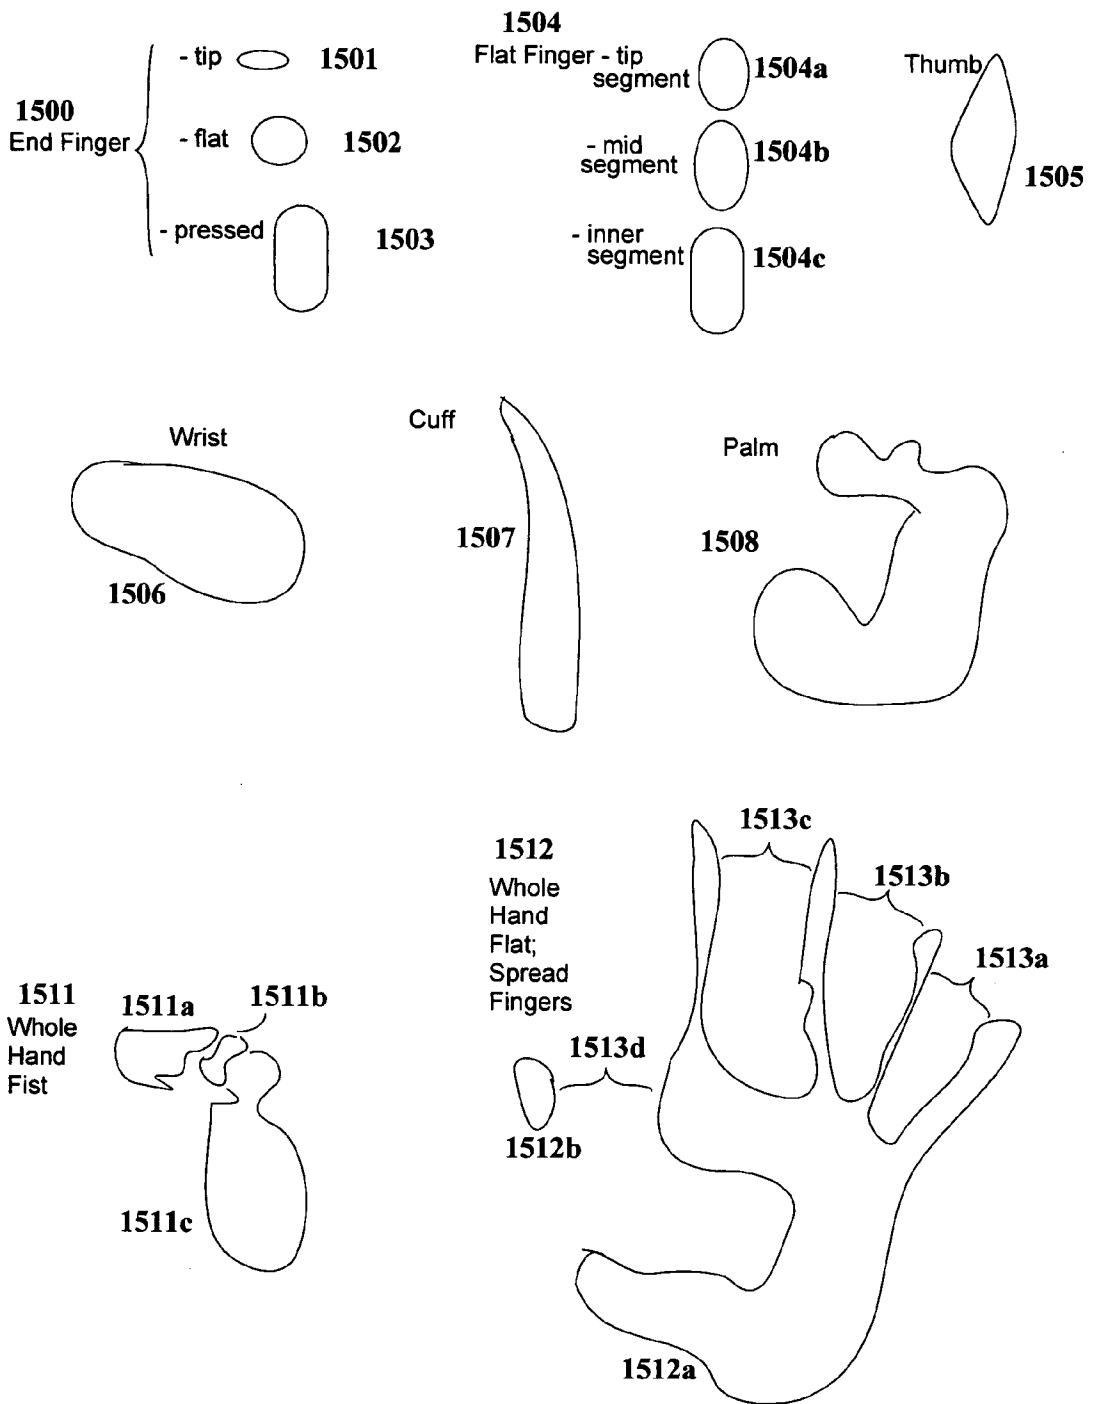 1500
End Finger
- tip 1501
- flat 1502
- pressed 1503
1504
Flat Finger - tip
segment 1504a
- mid
segment 1504b
- inner
segment 1504c
Thumb
1505
Wrist
1506
Cuff
1507
Palm
1508
1511
Whole
Hand
Fist
1511a
1511b
1511c
1512
Whole
Hand
Flat;
Spread
Fingers
1513c
1513b
1513a
1513d
1512b
1512a